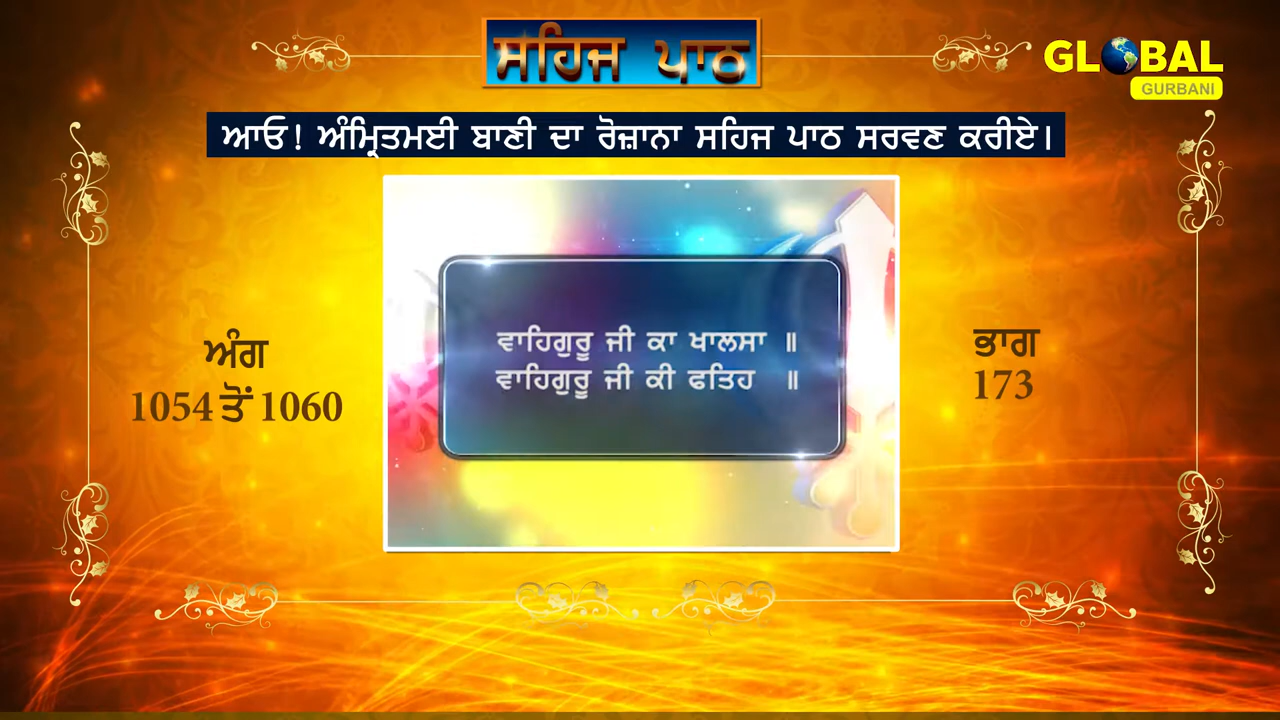 ਸਹਿਜ ਪਾਠ
GLOBAL
GURBANI
ਆਓ! ਅੰਮ੍ਰਿਤਮਈ ਬਾਣੀ ਦਾ ਰੋਜ਼ਾਨਾ ਸਹਿਜ ਪਾਠ ਸਰਵਣ ਕਰੀਏ।
ਵਾਹਿਗੁਰੂ ਜੀ ਕਾ ਖਾਲਸਾ ॥
ਵਾਹਿਗੁਰੂ ਜੀ ਕੀ ਫਤਿਹ ॥
ਅੰਗ
1054 ਤੋਂ 1060
ਭਾਗ
173